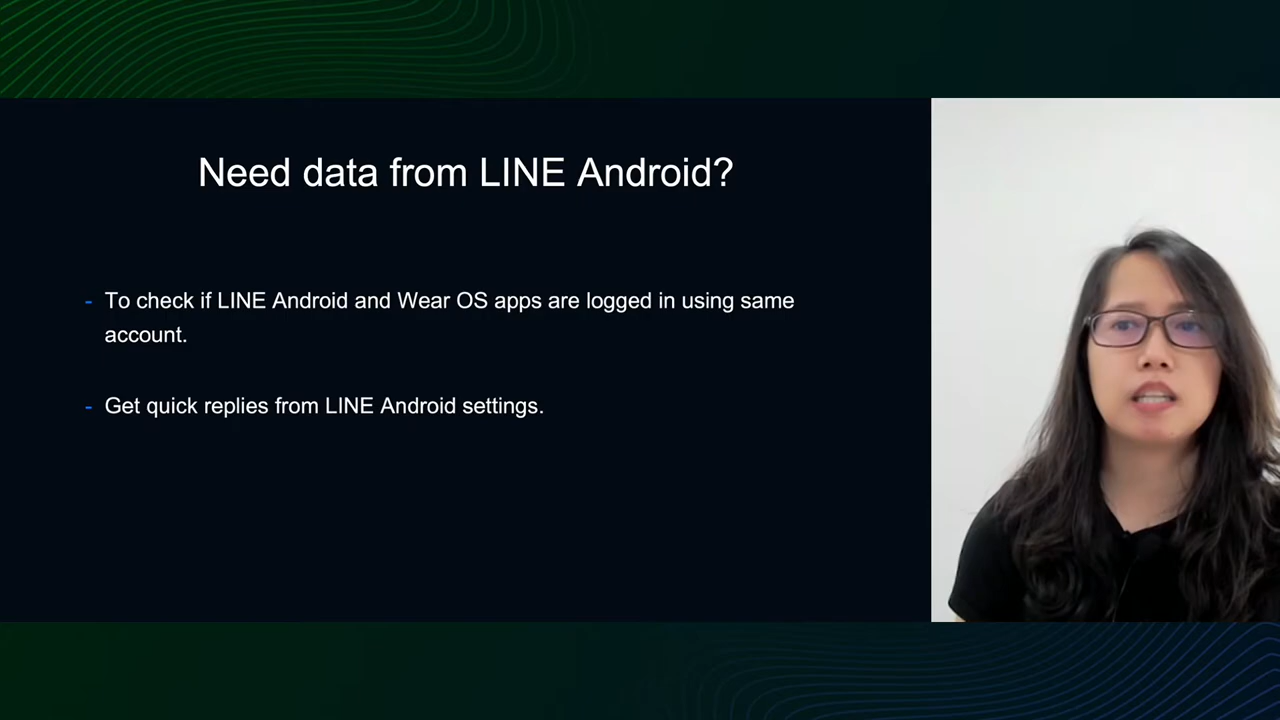 Need data from LINE Android?
- To check if LINE Android and Wear OS apps are logged in using same
account.
- Get quick replies from LINE Android settings.